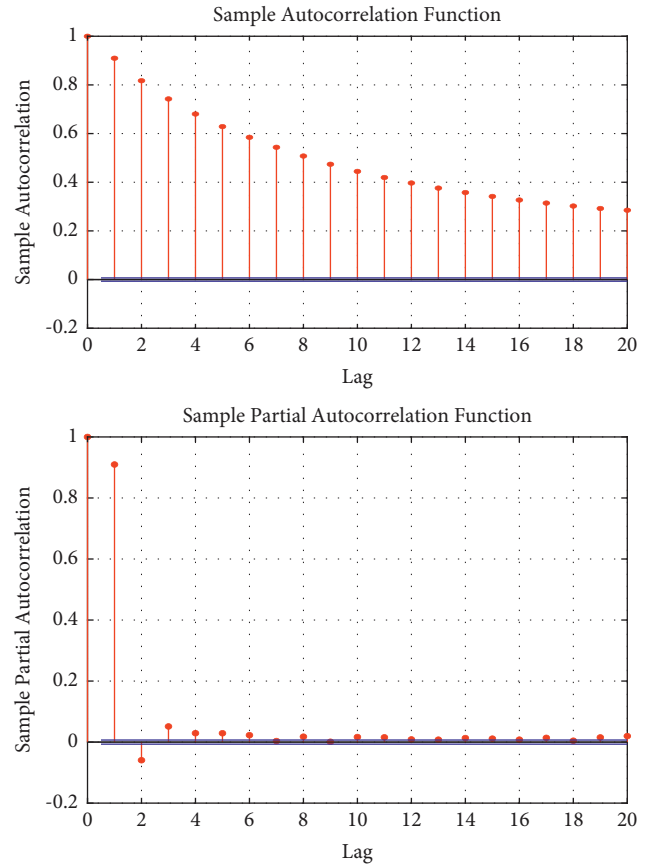 Sample Autocorrelation Function
1
0.8
0.6
0.4
0.2
0
-0.2
Sample Autocorrelation
0 2 4 6 8 10 12 14 16 18 20
Lag
Sample Partial Autocorrelation Function
1
0.8
0.6
0.4
0.2
0
-0.2
Sample Partial Autocorrelation
0 2 4 6 8 10 12 14 16 18 20
Lag